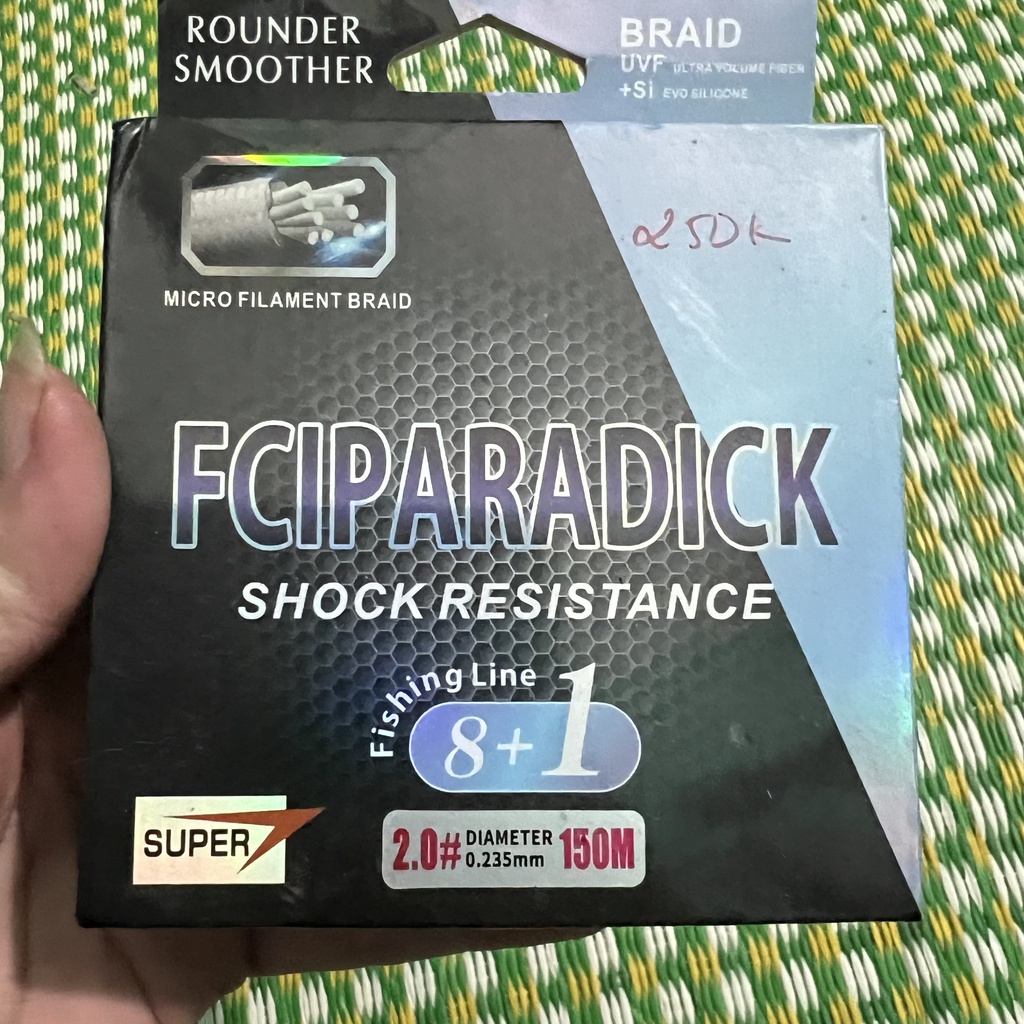 ROUNDER
SMOOTHER
BRAID
UVF ULTRA VOLUME FIBER
+Si EVO SILICONE
MICRO FILAMENT BRAID
250K
FCIPARADICK
SHOCK RESISTANCE
Fishing Line
8+1
SUPER
2.0# DIAMETER 0.235mm 150M